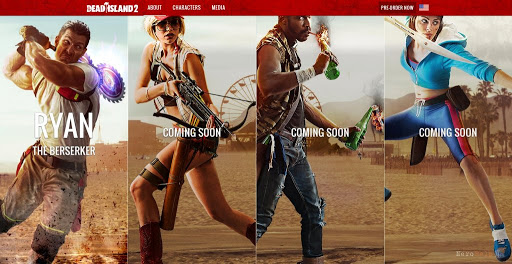 DEAD ISLAND 2
ABOUT
CHARACTERS
MEDIA
PRE-ORDER NOW
RYAN
THE BERSERKER
COMING SOON
COMING SOON
COMING SOON